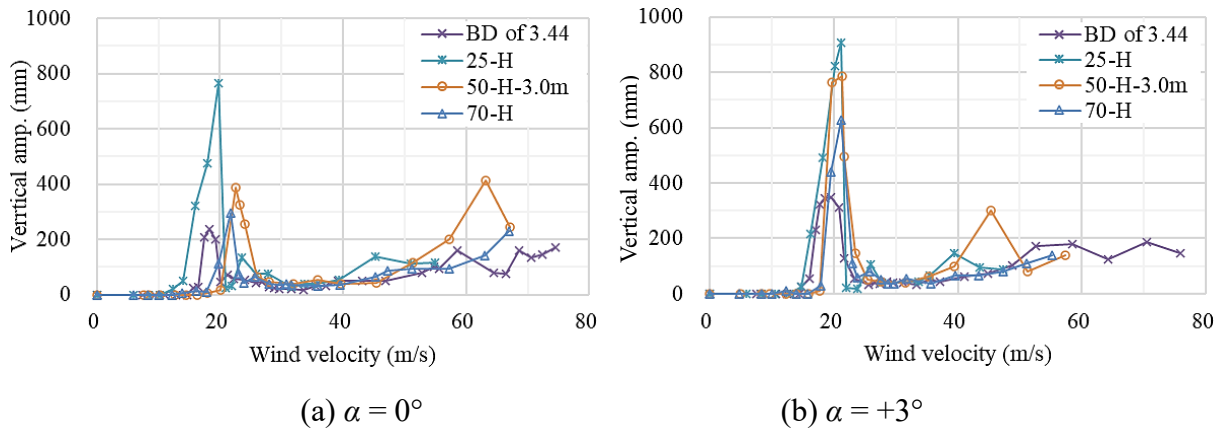 1000
800
600
400
200
0
Verrtical amp. (mm)
BD of 3.44
25-H
50-H-3.0m
70-H
0 20 40 60 80
Wind velocity (m/s)
(a) α = 0°
1000
800
600
400
200
0
Vertical amp. (mm)
BD of 3.44
25-H
50-H-3.0m
70-H
0 20 40 60 80
Wind velocity (m/s)
(b) α = +3°